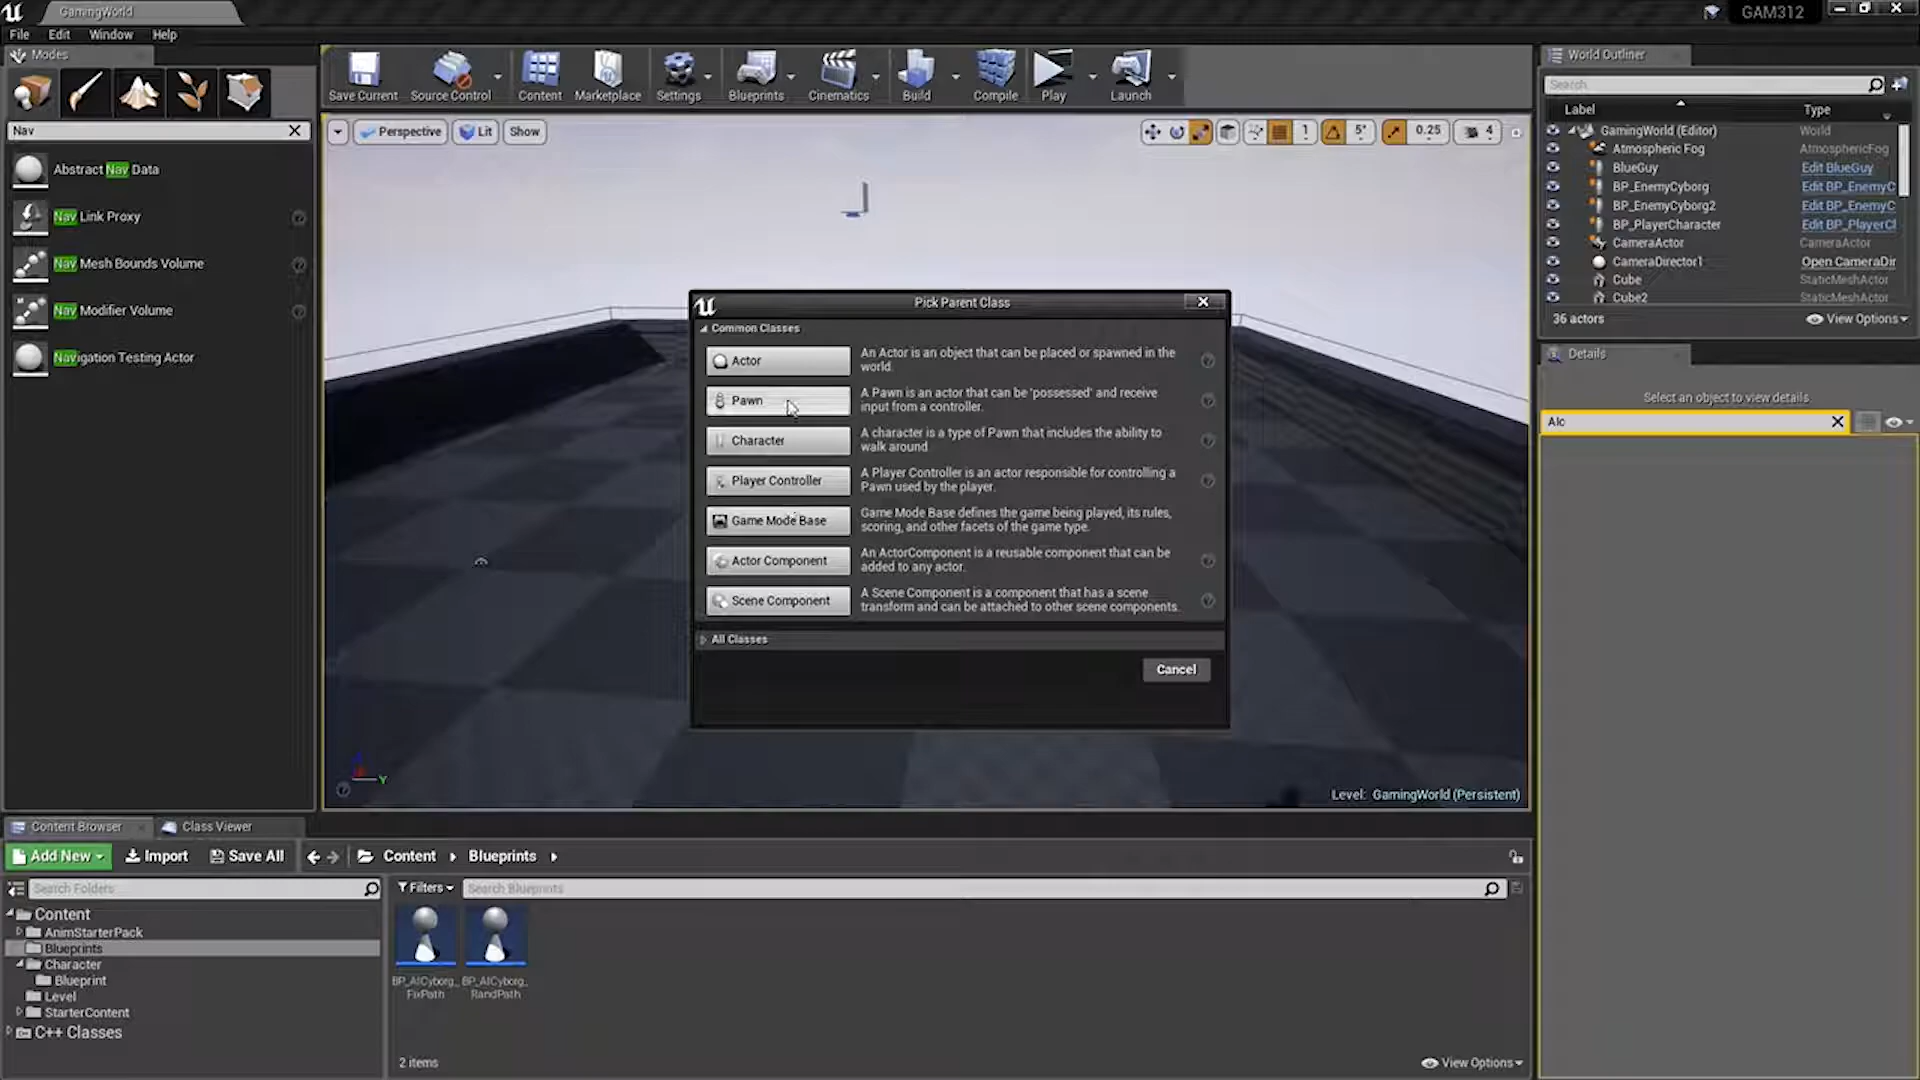 GamingWorld
GAM312
File Edit Window Help
Modes
Nav
Abstract Nav Data
Nav Link Proxy
Nav Mesh Bounds Volume
Nav Modifier Volume
Navigation Testing Actor
Save Current Source Control Content Marketplace Settings Blueprints Cinematics Build Compile Play Launch
Perspective Lit Show
1 5° 0.25 4
Pick Parent Class
Common Classes
Actor
An Actor is an object that can be placed or spawned in the
world.
Pawn
A Pawn is an actor that can be 'possessed' and receive
input from a controller.
Character
A character is a type of Pawn that includes the ability to
walk around
Player Controller
A Player Controller is an actor responsible for controlling a
Pawn used by the player.
Game Mode Base
Game Mode Base defines the game being played, its rules,
scoring, and other facets of the game type.
Actor Component
An ActorComponent is a reusable component that can be
added to any actor.
Scene Component
A Scene Component is a component that has a scene
transform and can be attached to other scene components.
All Classes
Cancel
Y
Level: GamingWorld (Persistent)
World Outliner
Search
Label Type
GamingWorld (Editor) World
Atmospheric Fog AtmosphericFog
BlueGuy Edit BlueGuy
BP_EnemyCyborg Edit BP_EnemyC
BP_EnemyCyborg2 Edit BP_EnemyC
BP_PlayerCharacter Edit BP_PlayerCl
CameraActor CameraActor
CameraDirector1 Open CameraDir
Cube StaticMeshActor
Cube2 StaticMeshActor
36 actors View Options
Details
Select an object to view details.
Alc
Content Browser Class Viewer
Add New Import Save All Content Blueprints
Search Folders Filters Search Blueprints
Content
AnimStarterPack
Blueprints
Character
Blueprint
Level
StarterContent
C++ Classes
BP_AICyborg_
FixPath
BP_AICyborg_
RandPath
2 items View Options